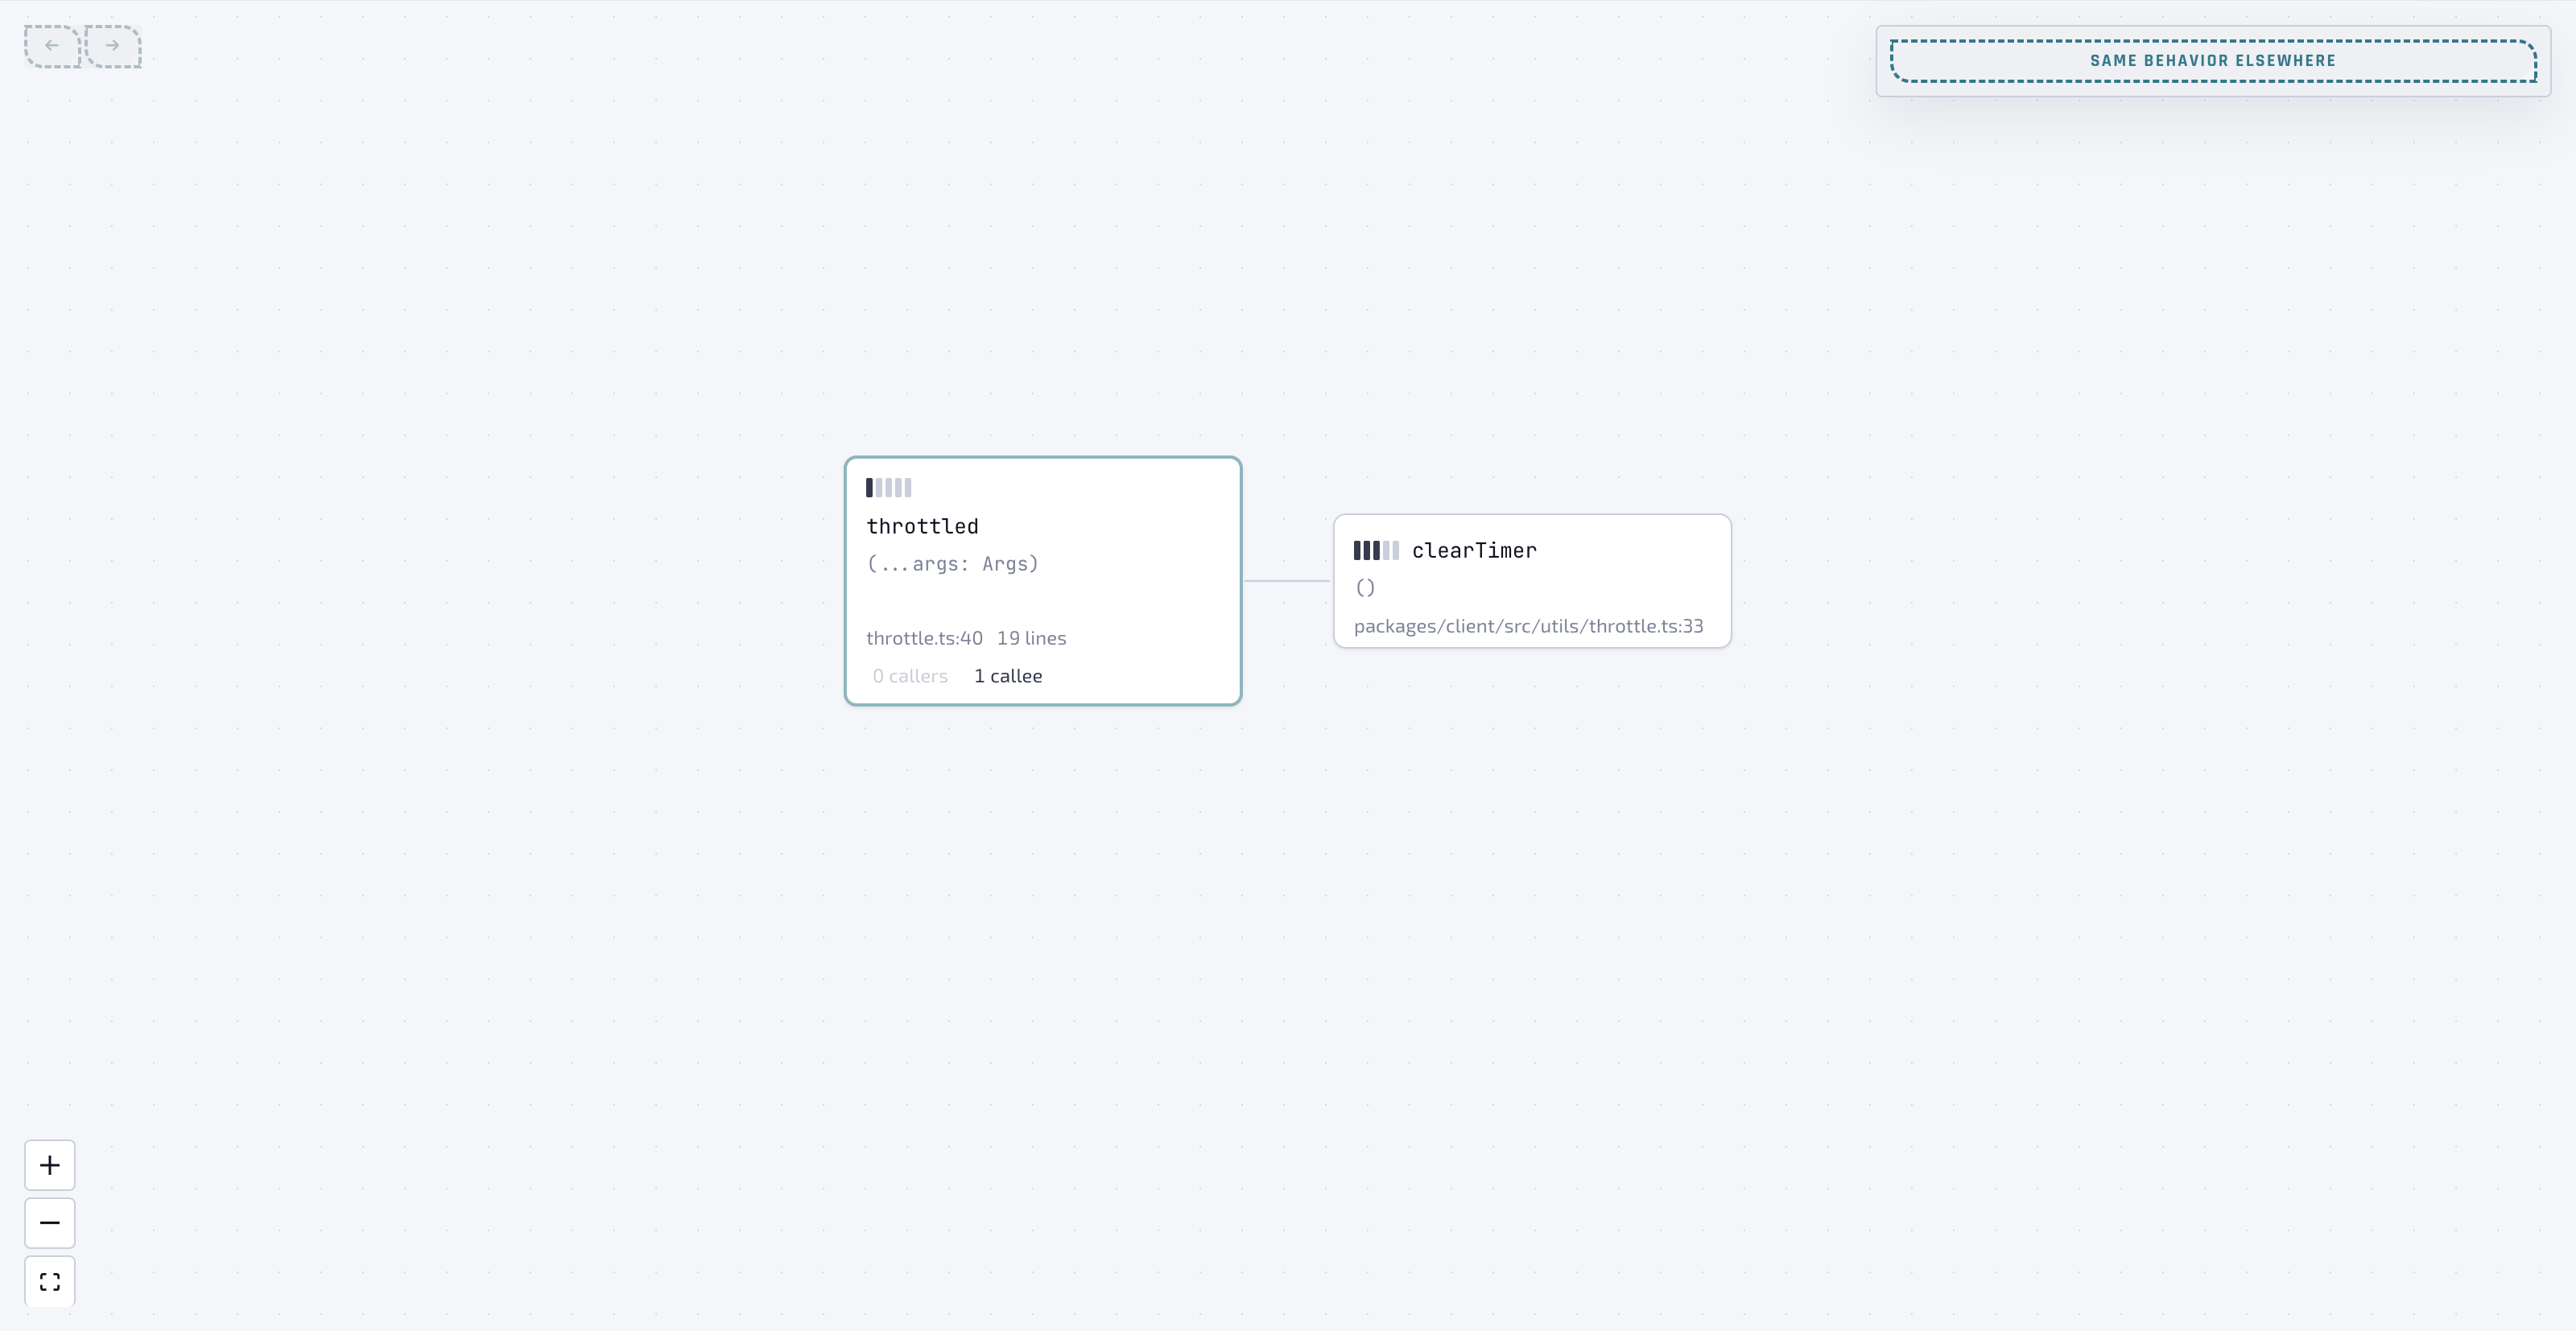 SAME BEHAVIOR ELSEWHERE
throttled
(...args: Args)
throttle.ts:40 19 lines
0 callers 1 callee
clearTimer
()
packages/client/src/utils/throttle.ts:33